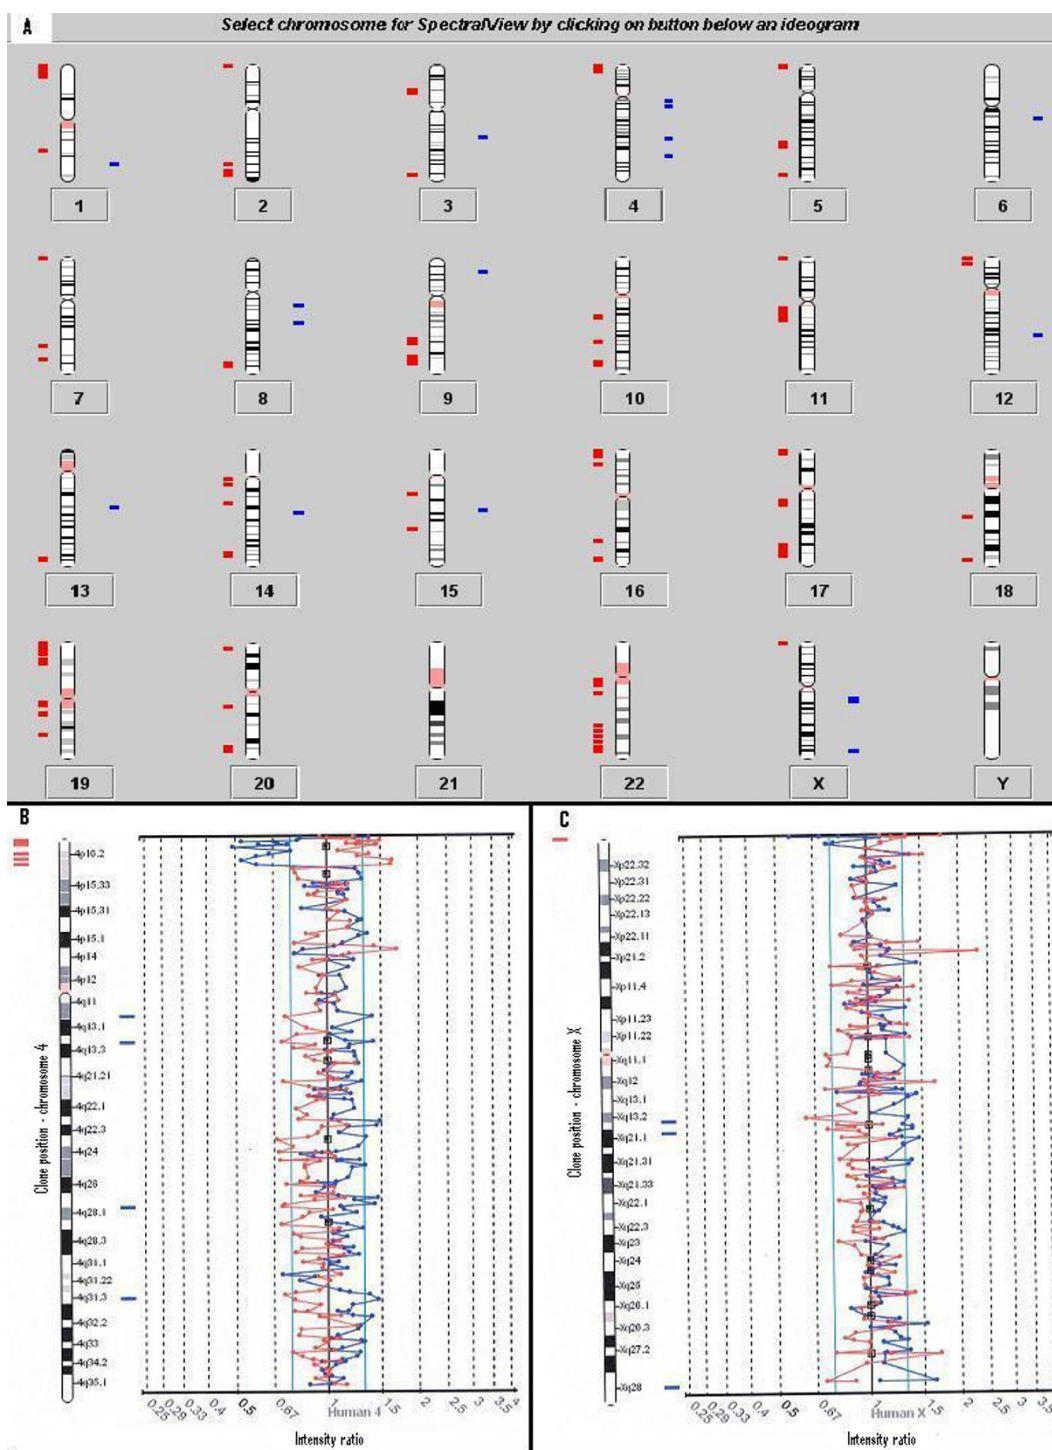 A
Select chromosome for SpectralView by clicking on button below an ideogram
1 2 3 4 5 6
7 8 9 10 11 12
13 14 15 16 17 18
19 20 21 22 X Y
B
4p16.2
4p15.33
4p15.31
4p15.1
4p14
4p12
4q11
4q13.1
4q13.3
4q21.21
4q22.1
4q22.3
4q24
4q26
4q28.1
4q28.3
4q31.1
4q31.22
4q31.3
4q32.2
4q33
4q34.2
4q35.1
Clone position - chromosome 4
0.25 0.29 0.33 0.4 0.5 0.67 1 1.5 2 2.5 3 3.5 4
Human 4
Intensity ratio
C
Xp22.32
Xp22.31
Xp22.22
Xp22.13
Xp22.11
Xp21.2
Xp11.4
Xp11.23
Xp11.22
Xq11.1
Xq12
Xq13.1
Xq13.2
Xq21.1
Xq21.31
Xq21.33
Xq22.1
Xq22.3
Xq23
Xq24
Xq25
Xq26.1
Xq27.2
Xq28
Clone position - chromosome X
0.25 0.29 0.33 0.4 0.5 0.67 1 1.5 2 2.5 3 3.5
Human X
Intensity ratio